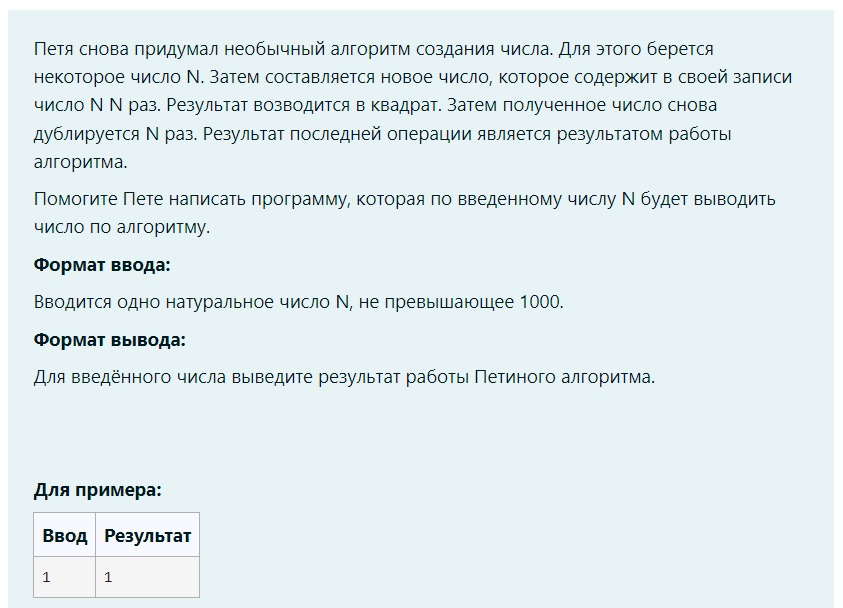 Петя снова придумал необычный алгоритм создания числа. Для этого берется
некоторое число N. Затем составляется новое число, которое содержит в своей записи
число N N раз. Результат возводится в квадрат. Затем полученное число снова
дублируется N раз. Результат последней операции является результатом работы
алгоритма.
Помогите Пете написать программу, которая по введенному числу N будет выводить
число по алгоритму.
Формат ввода:
Вводится одно натуральное число N, не превышающее 1000.
Формат вывода:
Для введённого числа выведите результат работы Петиного алгоритма.
Для примера:
Ввод Результат
1 1